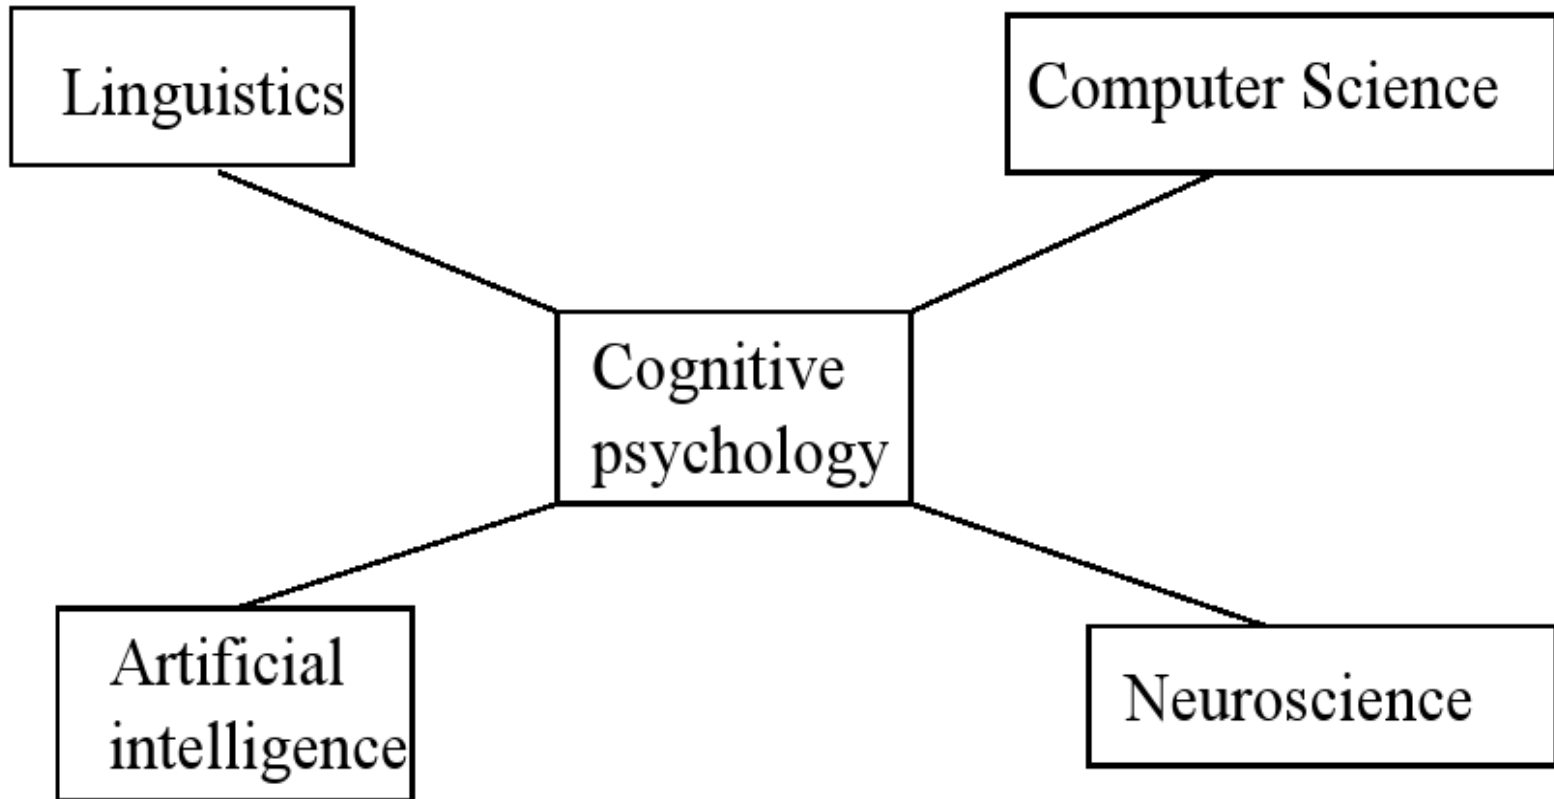 Linguistics
Computer Science
Cognitive
psychology
Artificial
intelligence
Neuroscience